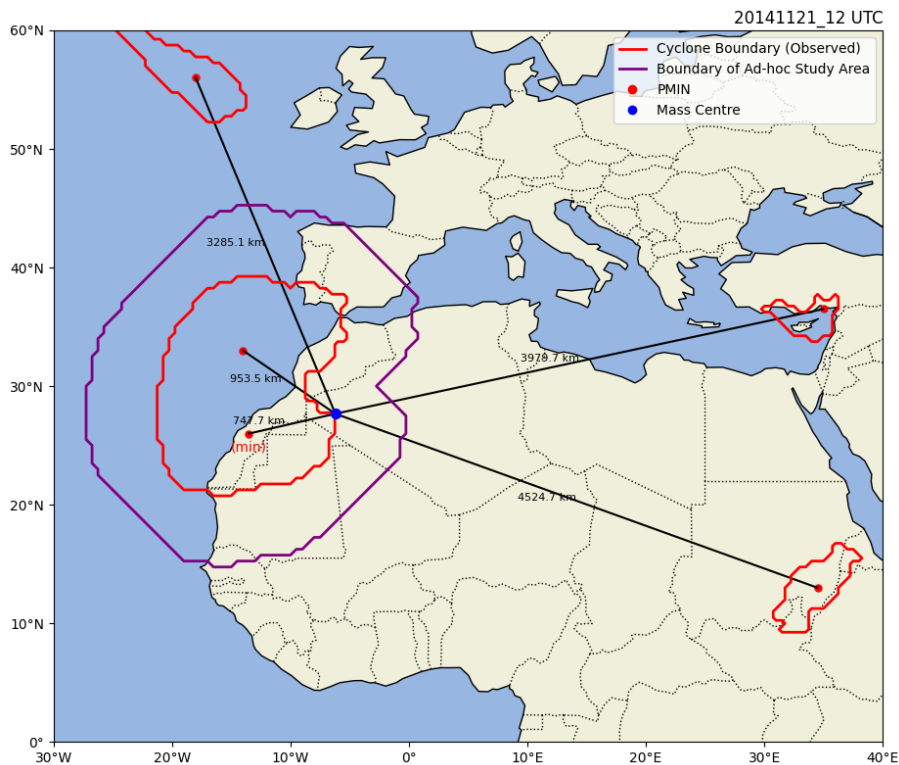 20141121_12 UTC
Cyclone Boundary (Observed)
Boundary of Ad-hoc Study Area
PMIN
Mass Centre
60°N
50°N
40°N
30°N
20°N
10°N
0°
3285.1 km
3979.7 km
953.5 km
747.7 km
(min)
4524.7 km
30°W
20°W
10°W
0°
10°E
20°E
30°E
40°E